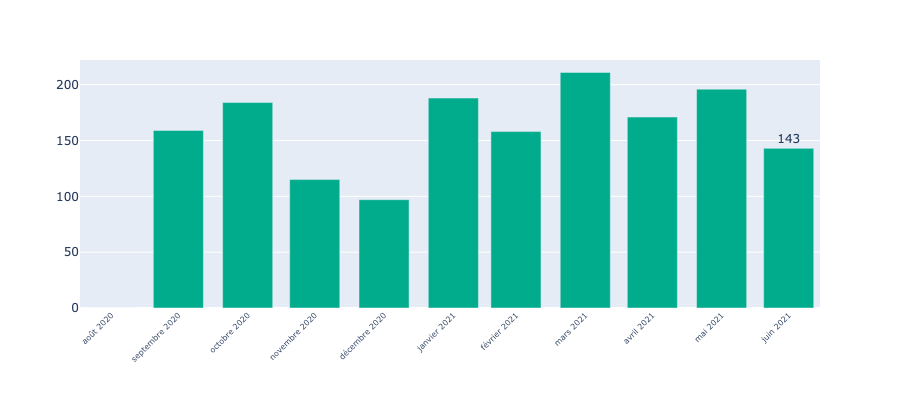 200
150
100
50
0
143
août 2020
septembre 2020
octobre 2020
novembre 2020
décembre 2020
janvier 2021
février 2021
mars 2021
avril 2021
mai 2021
juin 2021